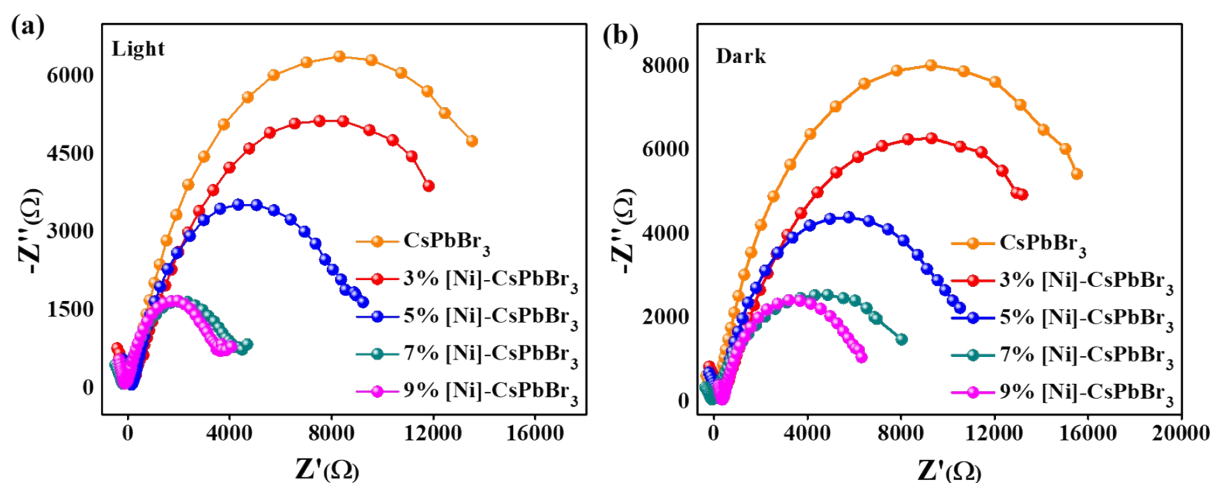 (a)
Light
6000
4500
3000
1500
0
-Z''(Ω)
CsPbBr3
3% [Ni]-CsPbBr3
5% [Ni]-CsPbBr3
7% [Ni]-CsPbBr3
9% [Ni]-CsPbBr3
0 4000 8000 12000 16000
Z'(Ω)
(b)
Dark
8000
6000
4000
2000
0
-Z''(Ω)
CsPbBr3
3% [Ni]-CsPbBr3
5% [Ni]-CsPbBr3
7% [Ni]-CsPbBr3
9% [Ni]-CsPbBr3
0 4000 8000 12000 16000 20000
Z'(Ω)